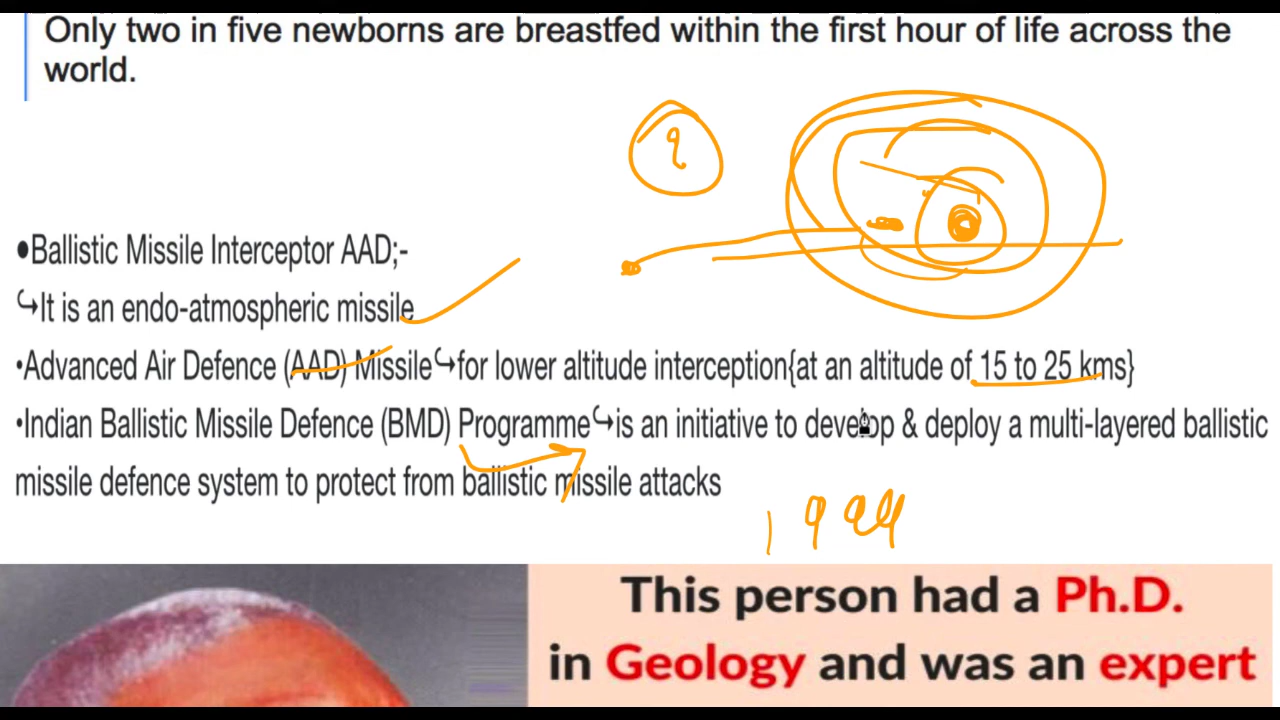 Only two in five newborns are breastfed within the first hour of life across the
world.
•Ballistic Missile Interceptor AAD;-
↪It is an endo-atmospheric missile
•Advanced Air Defence (AAD) Missile↪for lower altitude interception{at an altitude of 15 to 25 kms}
•Indian Ballistic Missile Defence (BMD) Programme↪is an initiative to develop & deploy a multi-layered ballistic
missile defence system to protect from ballistic missile attacks
This person had a Ph.D.
in Geology and was an expert